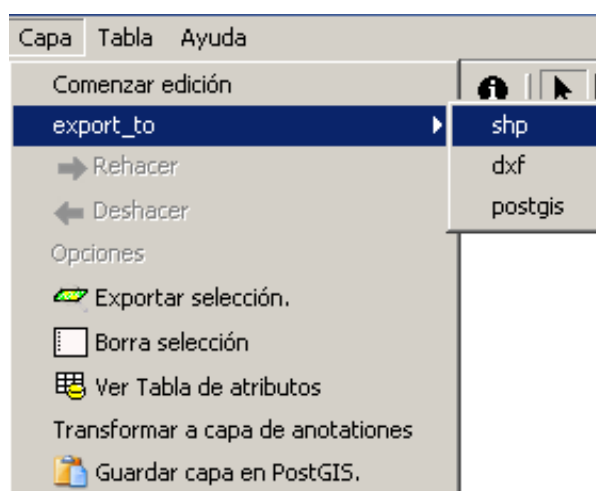 Capa Tabla Ayuda
Comenzar edición
export_to
shp
Rehacer
dxf
Deshacer
postgis
Opciones
Exportar selección.
Borra selección
Ver Tabla de atributos
Transformar a capa de anotationes
Guardar capa en PostGIS.